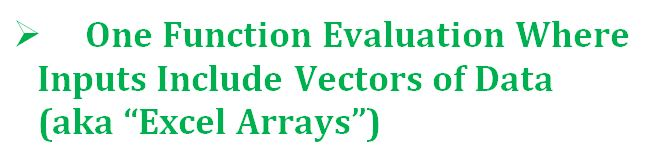 ➢ One Function Evaluation Where
Inputs Include Vectors of Data
(aka “Excel Arrays”)